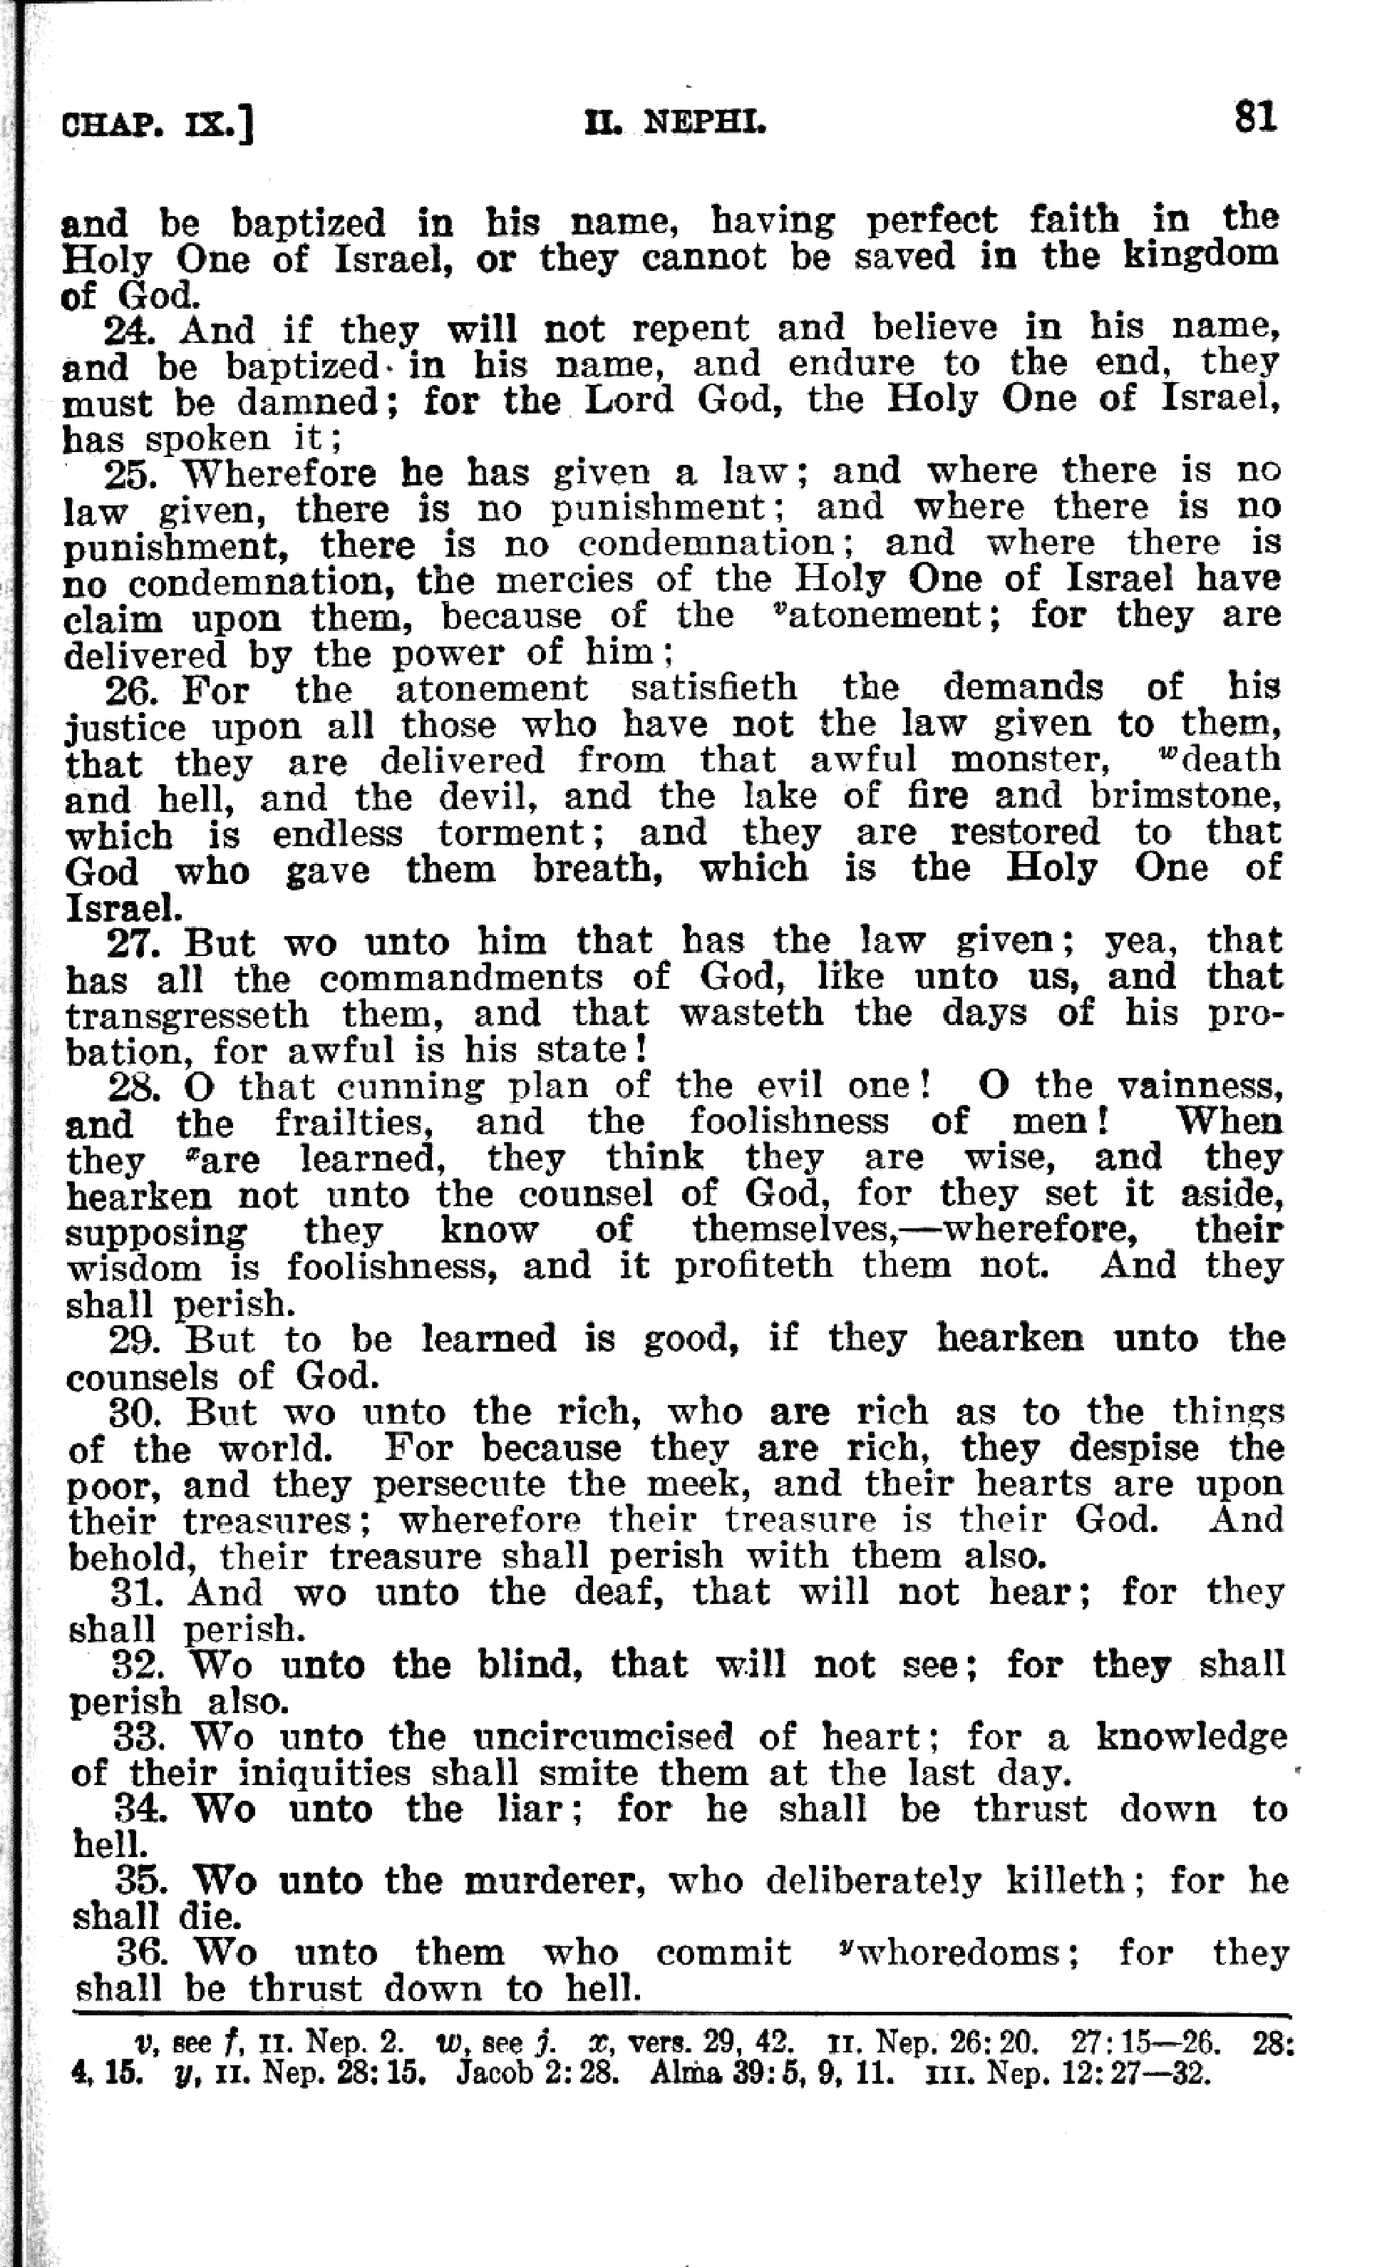 CHAP. IX.] II. NEPHI. 81
and be baptized in his name, having perfect faith in the
Holy One of Israel, or they cannot be saved in the kingdom
of God.
24. And if they will not repent and believe in his name,
and be baptized in his name, and endure to the end, they
must be damned; for the Lord God, the Holy One of Israel,
has spoken it;
25. Wherefore he has given a law; and where there is no
law given, there is no punishment; and where there is no
punishment, there is no condemnation; and where there is
no condemnation, the mercies of the Holy One of Israel have
claim upon them, because of the ᵛatonement; for they are
delivered by the power of him;
26. For the atonement satisfieth the demands of his
justice upon all those who have not the law given to them,
that they are delivered from that awful monster, ʷdeath
and hell, and the devil, and the lake of fire and brimstone,
which is endless torment; and they are restored to that
God who gave them breath, which is the Holy One of
Israel.
27. But wo unto him that has the law given; yea, that
has all the commandments of God, like unto us, and that
transgresseth them, and that wasteth the days of his pro-
bation, for awful is his state!
28. O that cunning plan of the evil one! O the vainness,
and the frailties, and the foolishness of men! When
they ˣare learned, they think they are wise, and they
hearken not unto the counsel of God, for they set it aside,
supposing they know of themselves,—wherefore, their
wisdom is foolishness, and it profiteth them not. And they
shall perish.
29. But to be learned is good, if they hearken unto the
counsels of God.
30. But wo unto the rich, who are rich as to the things
of the world. For because they are rich, they despise the
poor, and they persecute the meek, and their hearts are upon
their treasures; wherefore their treasure is their God. And
behold, their treasure shall perish with them also.
31. And wo unto the deaf, that will not hear; for they
shall perish.
32. Wo unto the blind, that will not see; for they shall
perish also.
33. Wo unto the uncircumcised of heart; for a knowledge
of their iniquities shall smite them at the last day.
34. Wo unto the liar; for he shall be thrust down to
hell.
35. Wo unto the murderer, who deliberately killeth; for he
shall die.
36. Wo unto them who commit ʸwhoredoms; for they
shall be thrust down to hell.
v, see f, II. Nep. 2. w, see j. x, vers. 29, 42. II. Nep. 26: 20. 27: 15—26. 28:
4, 15. y, II. Nep. 28: 15. Jacob 2: 28. Alma 39: 5, 9, 11. III. Nep. 12: 27—32.